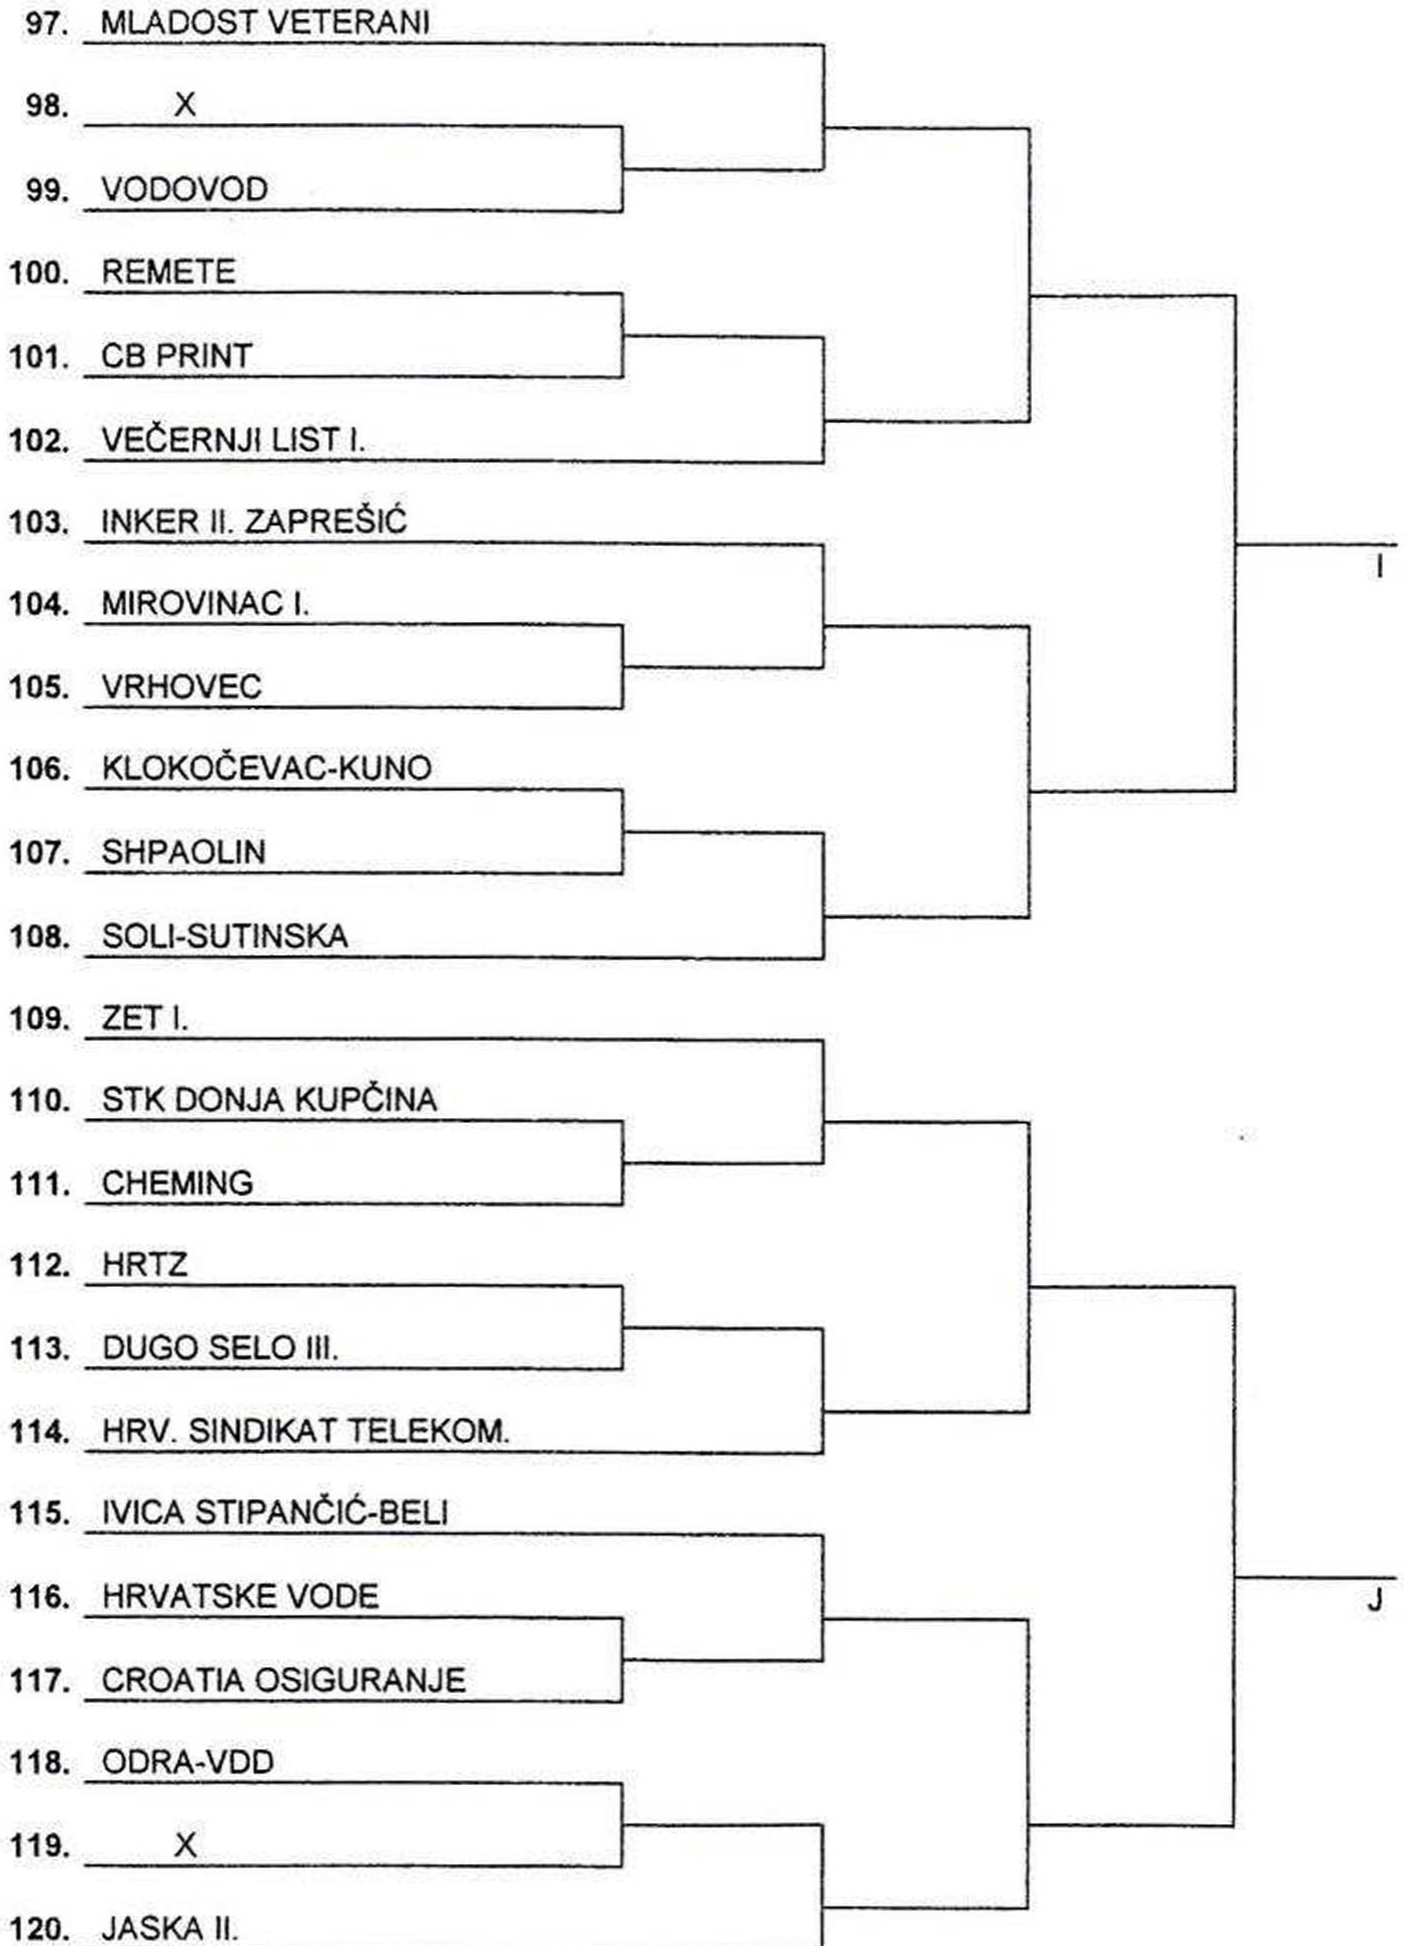 97. MLADOST VETERANI
98. X
99. VODOVOD
100. REMETE
101. CB PRINT
102. VEČERNJI LIST I.
103. INKER II. ZAPREŠIĆ
I
104. MIROVINAC I.
105. VRHOVEC
106. KLOKOČEVAC-KUNO
107. SHPAOLIN
108. SOLI-SUTINSKA
109. ZET I.
110. STK DONJA KUPČINA
111. CHEMING
112. HRTZ
113. DUGO SELO III.
114. HRV. SINDIKAT TELEKOM.
115. IVICA STIPANČIĆ-BELI
116. HRVATSKE VODE
J
117. CROATIA OSIGURANJE
118. ODRA-VDD
119. X
120. JASKA II.